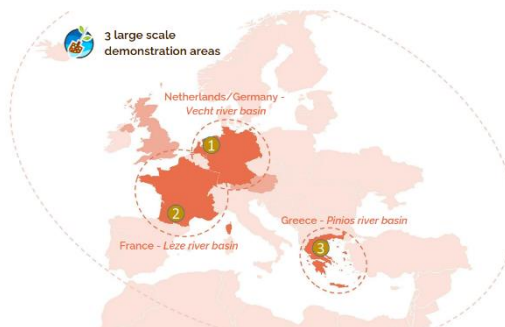 3 large scale
demonstration areas
Netherlands/Germany -
Vecht river basin
1
2
France - Lèze river basin
Greece - Pinios river basin
3